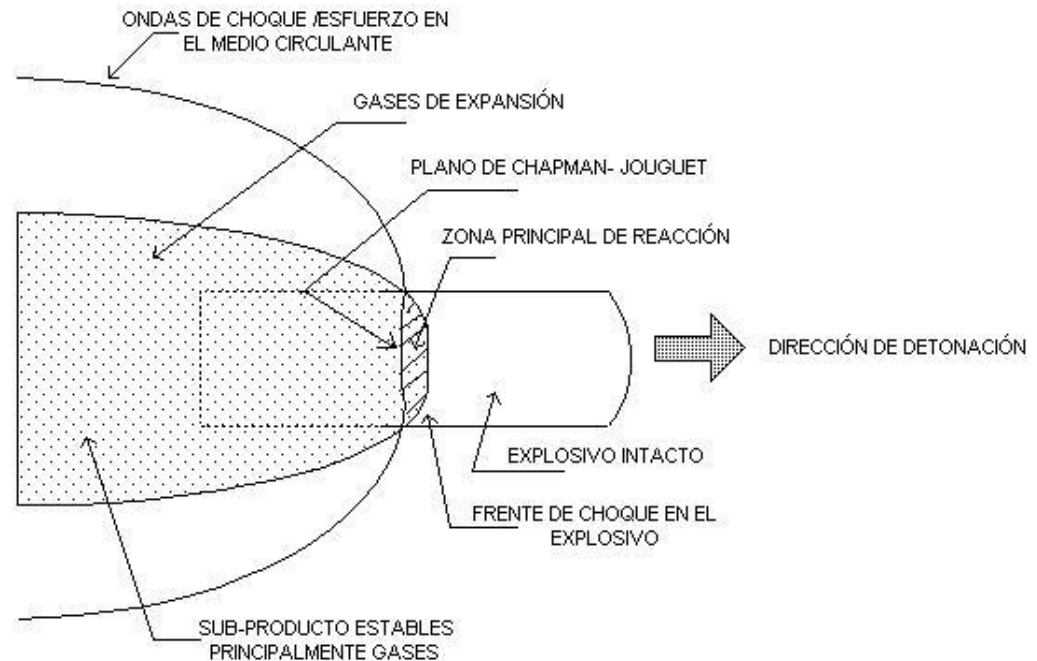 ONDAS DE CHOQUE /ESFUERZO EN
EL MEDIO CIRCULANTE
GASES DE EXPANSIÓN
PLANO DE CHAPMAN- JOUGUET
ZONA PRINCIPAL DE REACCIÓN
DIRECCIÓN DE DETONACIÓN
EXPLOSIVO INTACTO
FRENTE DE CHOQUE EN EL
EXPLOSIVO
SUB-PRODUCTO ESTABLES
PRINCIPALMENTE GASES